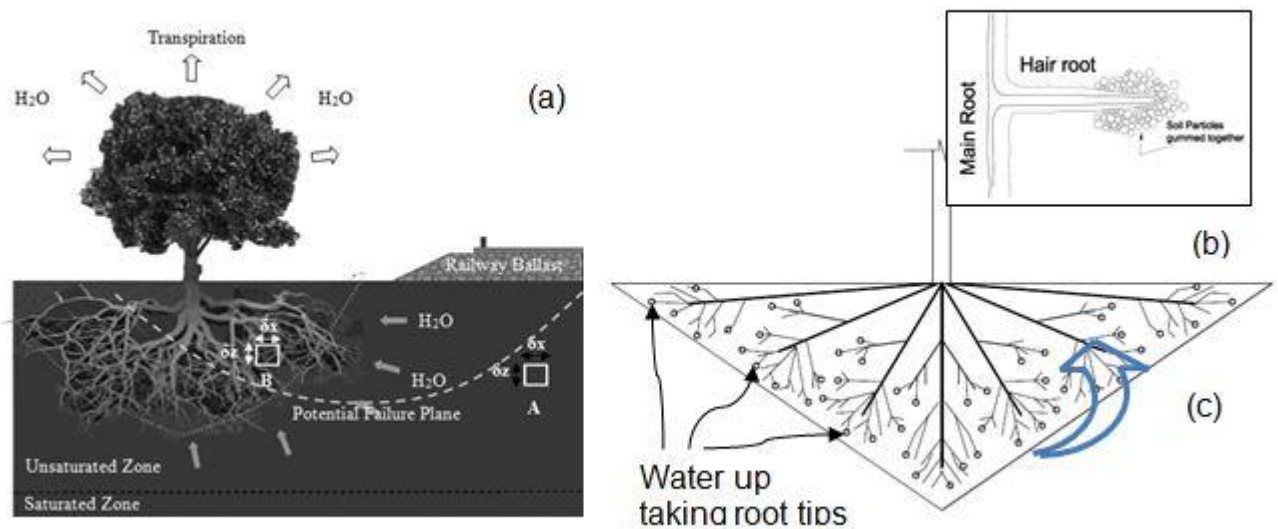 Transpiration
H₂O
H₂O
(a)
Railway Ballast
H₂O
δx
δz
B
H₂O
δx
δz
A
Potential Failure Plane
Unsaturated Zone
Saturated Zone
Main Root
Hair root
Soil Particles
gummed together
(b)
(c)
Water up
taking root tips